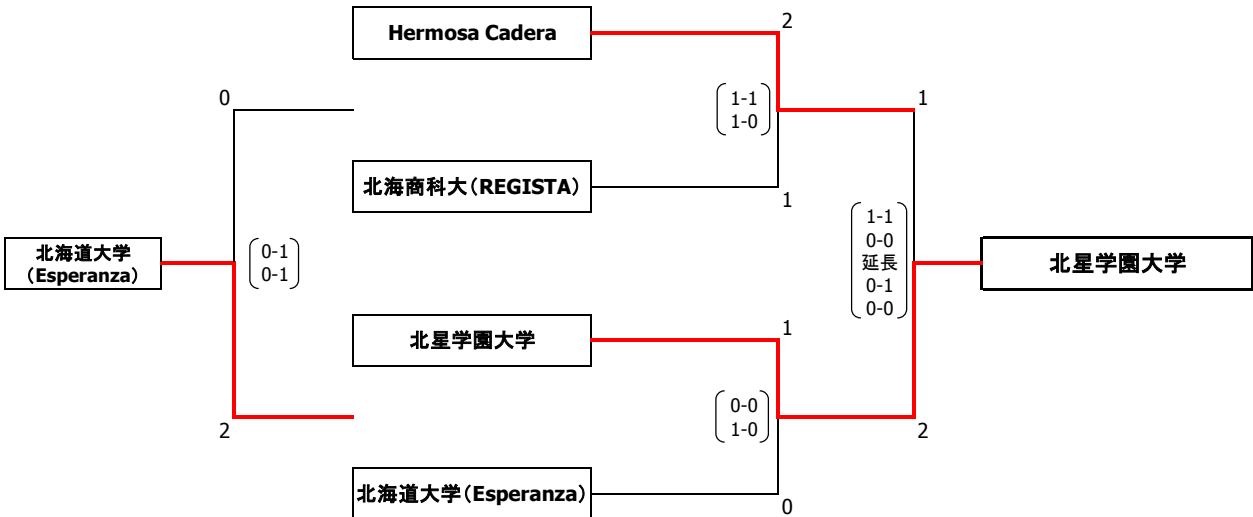 Hermosa Cadera
2
0
1-1
1-0
1
北海商科大(REGISTA)
1
北海道大学
(Esperanza)
0-1
0-1
1-1
0-0
延長
0-1
0-0
北星学園大学
北星学園大学
1
0-0
1-0
2
2
北海道大学(Esperanza)
0